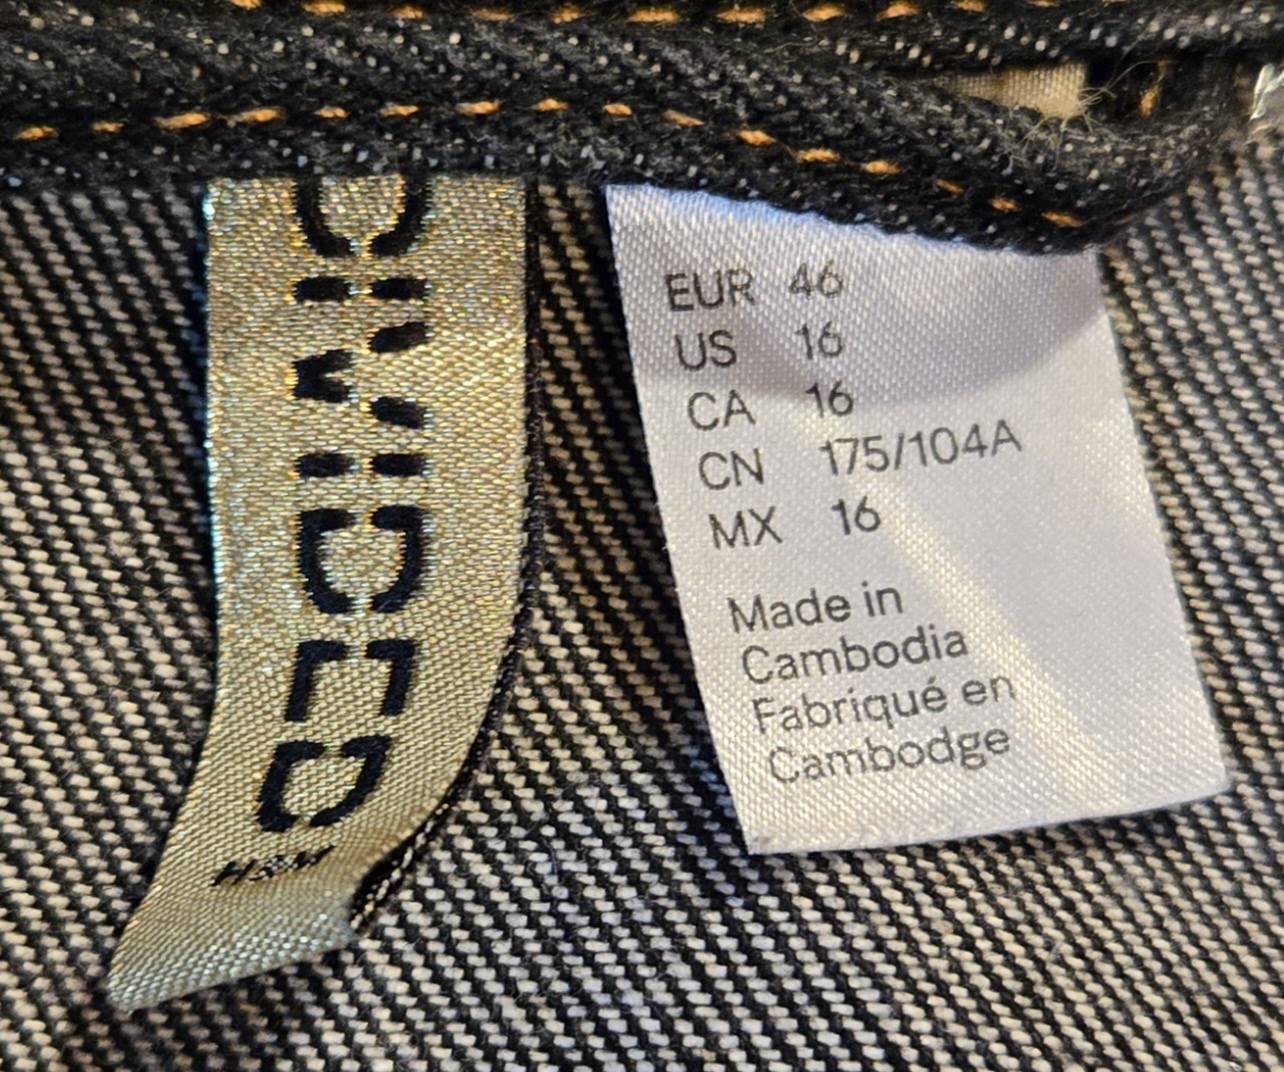 DIVIDED
H&M
EUR 46
US 16
CA 16
CN 175/104A
MX 16
Made in
Cambodia
Fabriqué en
Cambodge